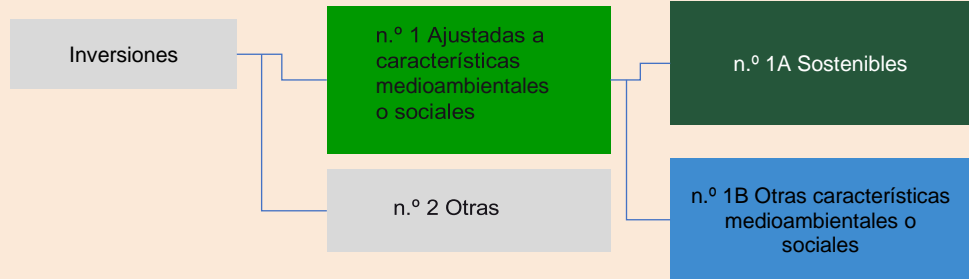 Inversiones
n.º 1 Ajustadas a
características
medioambientales
o sociales
n.º 2 Otras
n.º 1A Sostenibles
n.º 1B Otras características
medioambientales o
sociales